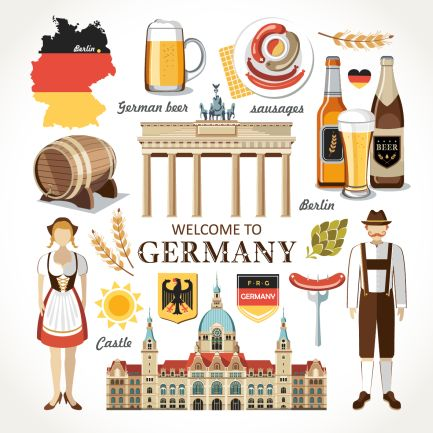 Berlin
German beer
sausages
BEER
Berlin
WELCOME TO
GERMANY
F R G
GERMANY
Castle